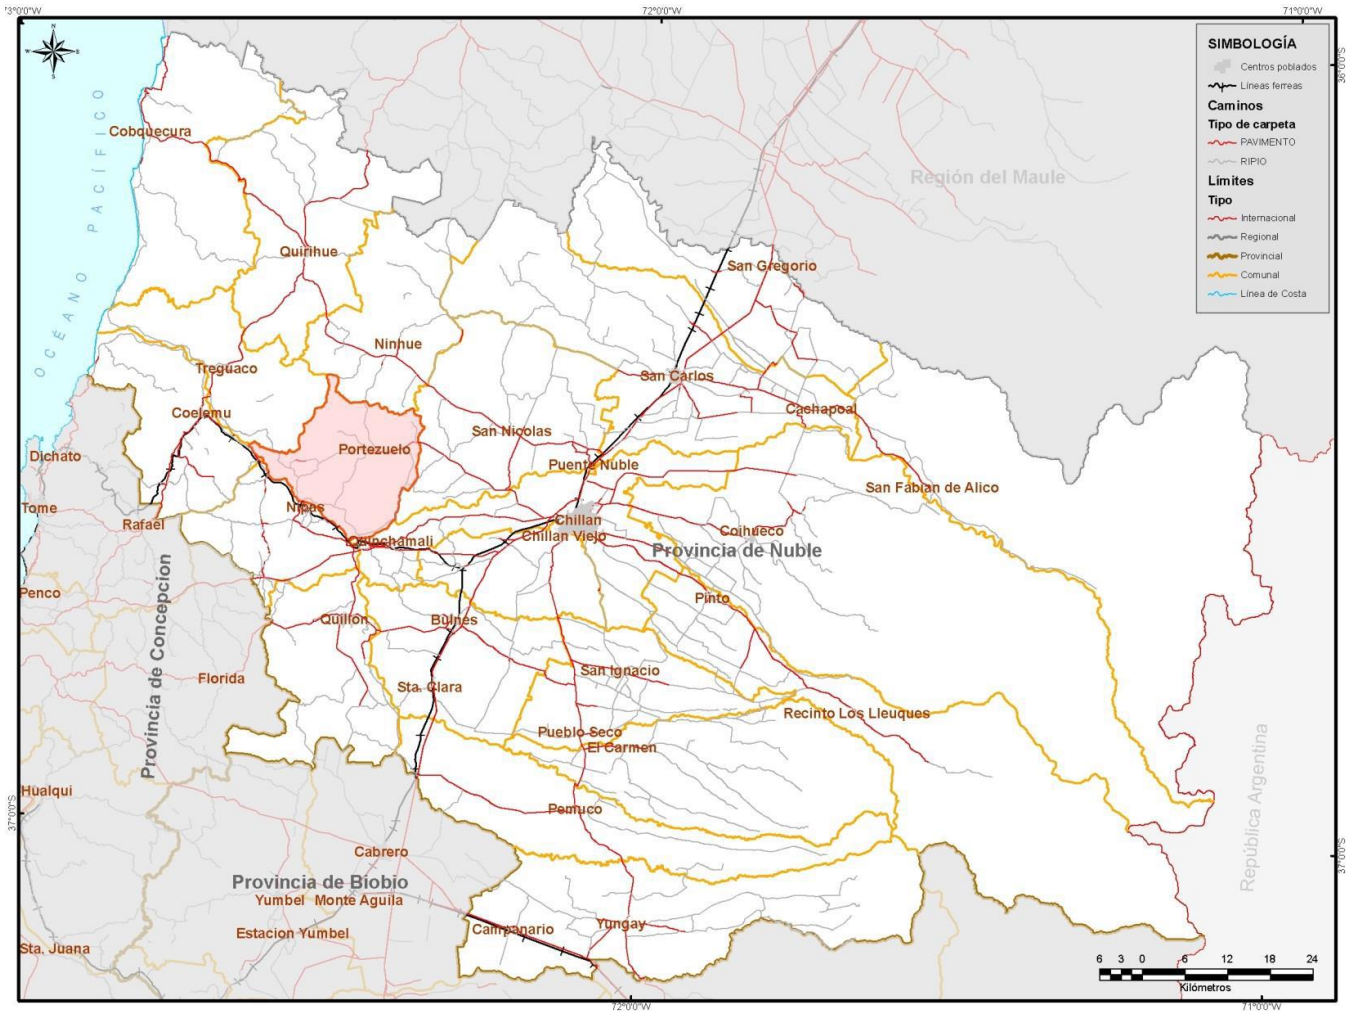 73°0'0"W
72°0'0"W
71°0'0"W
N
W
E
S
SIMBOLOGÍA
Centros poblados
Líneas ferreas
Caminos
Tipo de carpeta
PAVIMENTO
RIPIO
Límites
Tipo
Internacional
Regional
Provincial
Comunal
Línea de Costa
36°0'0"S
OCÉANO PACÍFICO
Cobquecura
Región del Maule
Quirihue
San Gregorio
Ninhue
Treguaco
San Carlos
Coelemu
Cachapoal
Portezuelo
San Nicolas
Dichato
Puente Nuble
San Fabian de Alico
Tome
Nipas
Rafael
Chillan
Chillan Viejo
Coihueco
Quinchamali
Provincia de Nuble
Penco
Pinto
Quillon
Bulnes
Provincia de Concepcion
Florida
San Ignacio
Sta. Clara
Recinto Los Lleuques
Pueblo Seco
El Carmen
República Argentina
Hualqui
Pemuco
37°0'0"S
37°0'0"S
Cabrero
Provincia de Biobio
Yumbel Monte Aguila
Estacion Yumbel
Campanario
Yungay
Sta. Juana
6 3 0 6 12 18 24
Kilómetros
72°0'0"W
71°0'0"W